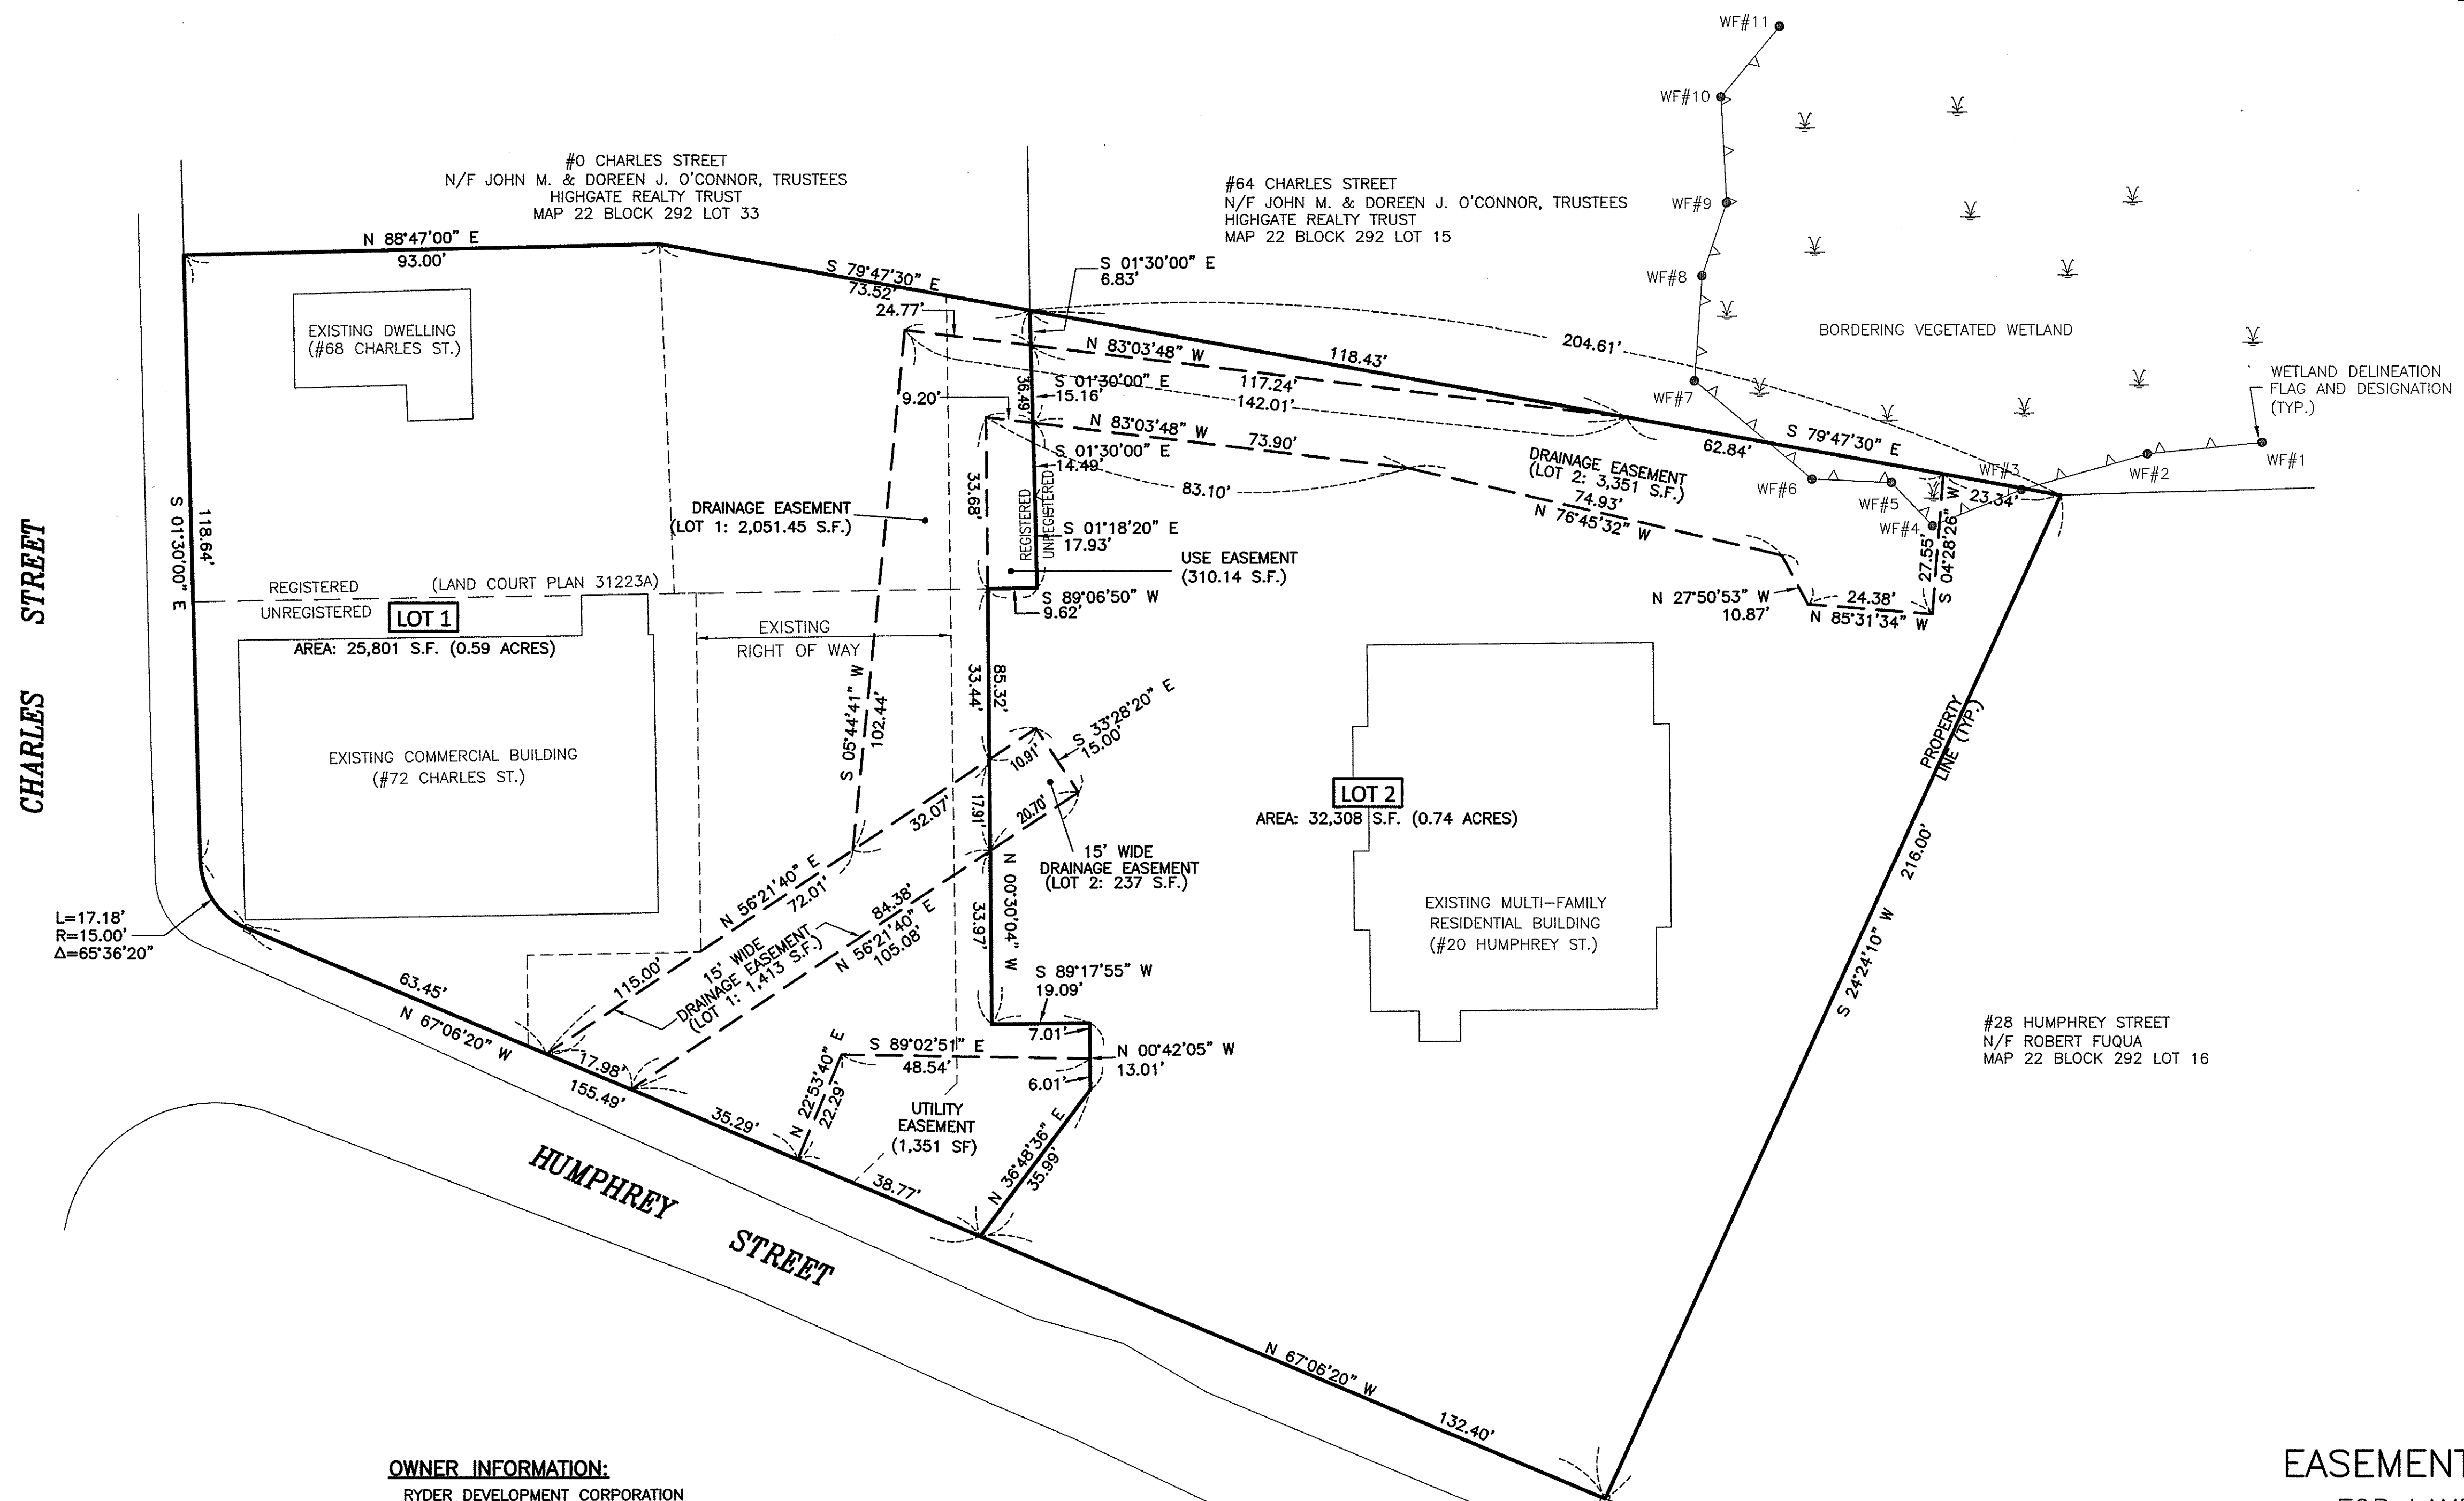 WF#11
WF#10
WF#9
WF#8
WF#7
WF#6
WF#5
WF#4
WF#3
WF#2
WF#1
BORDERING VEGETATED WETLAND
WETLAND DELINEATION
FLAG AND DESIGNATION
(TYP.)
#0 CHARLES STREET
N/F JOHN M. & DOREEN J. O'CONNOR, TRUSTEES
HIGHGATE REALTY TRUST
MAP 22 BLOCK 292 LOT 33
#64 CHARLES STREET
N/F JOHN M. & DOREEN J. O'CONNOR, TRUSTEES
HIGHGATE REALTY TRUST
MAP 22 BLOCK 292 LOT 15
N 88°47'00" E
93.00'
S 79°47'30" E
73.52'
24.77'
S 01°30'00" E
6.83'
204.61'
118.43'
N 83°03'48" W
117.24'
142.01'
36.49'
S 01°30'00" E
15.16'
9.20'
N 83°03'48" W
73.90'
S 01°30'00" E
14.49'
83.10'
S 79°47'30" E
62.84'
23.34'
DRAINAGE EASEMENT
(LOT 2: 3,351 S.F.)
74.93'
N 76°45'32" W
27.55'
S 04°28'26" W
N 27°50'53" W
10.87'
24.38'
N 85°31'34" W
EXISTING DWELLING
(#68 CHARLES ST.)
DRAINAGE EASEMENT
(LOT 1: 2,051.45 S.F.)
33.68'
REGISTERED
UNREGISTERED
S 01°18'20" E
17.93'
USE EASEMENT
(310.14 S.F.)
S 89°06'50" W
9.62'
CHARLES STREET
S 01°30'00" E
118.64'
REGISTERED
(LAND COURT PLAN 31223A)
UNREGISTERED
LOT 1
AREA: 25,801 S.F. (0.59 ACRES)
EXISTING
RIGHT OF WAY
EXISTING COMMERCIAL BUILDING
(#72 CHARLES ST.)
S 05°44'41" W
102.44'
85.32'
33.44'
S 33°28'20" E
15.00'
10.91'
32.07'
17.91'
20.70'
15' WIDE
DRAINAGE EASEMENT
(LOT 2: 237 S.F.)
LOT 2
AREA: 32,308 S.F. (0.74 ACRES)
EXISTING MULTI-FAMILY
RESIDENTIAL BUILDING
(#20 HUMPHREY ST.)
PROPERTY
LINE (TYP.)
216.00'
S 24°24'10" W
N 56°21'40" E
72.01'
84.38'
N 56°21'40" E
105.08'
15' WIDE
DRAINAGE EASEMENT
(LOT 1: 1,413 S.F.)
115.00'
N 00°30'04" W
33.97'
L=17.18'
R=15.00'
Δ=65°36'20"
63.45'
N 67°06'20" W
17.98'
155.49'
35.29'
S 89°17'55" W
19.09'
7.01'
N 00°42'05" W
13.01'
6.01'
S 89°02'51" E
48.54'
N 22°53'40" E
22.29'
UTILITY
EASEMENT
(1,351 SF)
38.77'
N 36°48'36" E
35.99'
#28 HUMPHREY STREET
N/F ROBERT FUQUA
MAP 22 BLOCK 292 LOT 16
HUMPHREY STREET
N 67°06'20" W
132.40'
OWNER INFORMATION:
RYDER DEVELOPMENT CORPORATION
EASEMENT